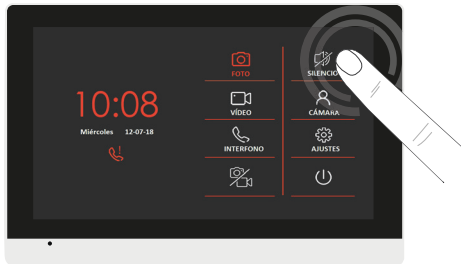 10:08
Miércoles 12-07-18
FOTO
SILENCIO
VÍDEO
CÁMARA
INTERFONO
AJUSTES